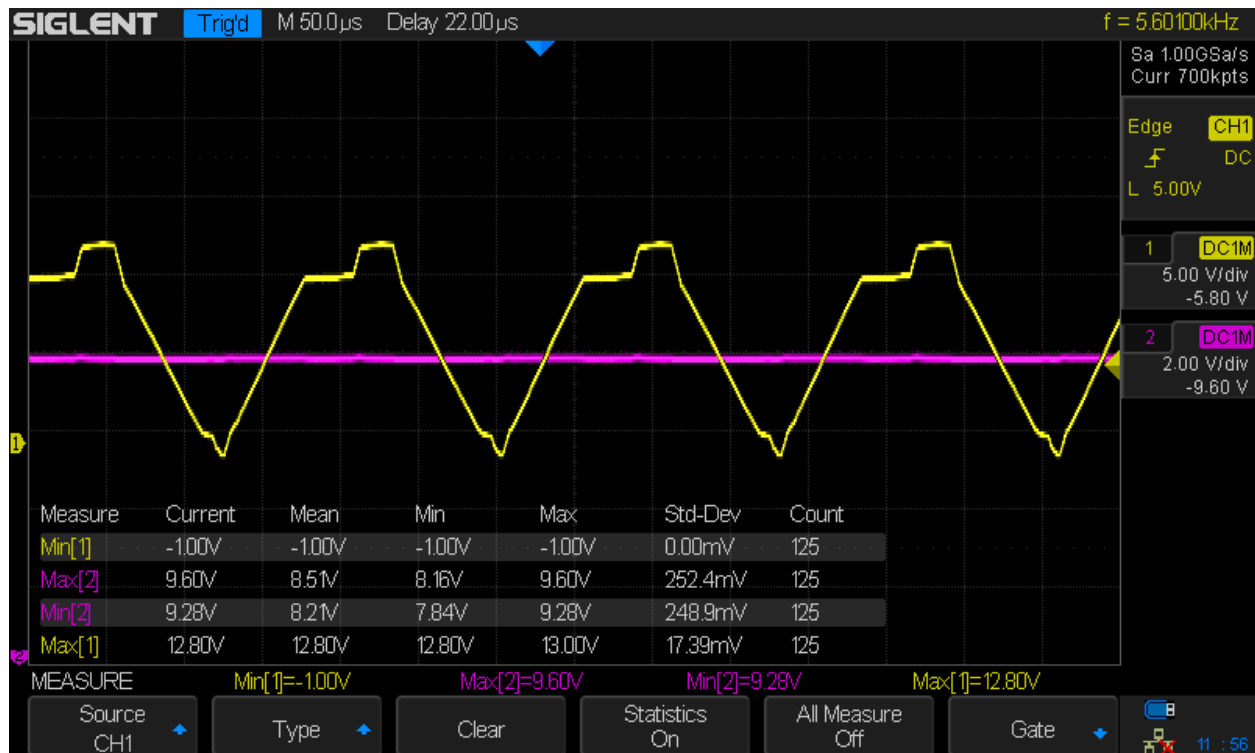 SIGLENT Trig'd M 50.0µs Delay 22.00µs f = 5.60100kHz
Sa 1.00GSa/s
Curr 700kpts
Edge CH1
DC
L 5.00V
1 DC1M
5.00 V/div
-5.80 V
2 DC1M
2.00 V/div
-9.60 V
1
Measure Current Mean Min Max Std-Dev Count
Min[1] -1.00V -1.00V -1.00V -1.00V 0.00mV 125
Max[2] 9.60V 8.51V 8.16V 9.60V 252.4mV 125
Min[2] 9.28V 8.21V 7.84V 9.28V 248.9mV 125
Max[1] 12.80V 12.80V 12.80V 13.00V 17.39mV 125
2
MEASURE Min[1]=-1.00V Max[2]=9.60V Min[2]=9.28V Max[1]=12.80V
Source
CH1
Type
Clear
Statistics
On
All Measure
Off
Gate
11 : 56